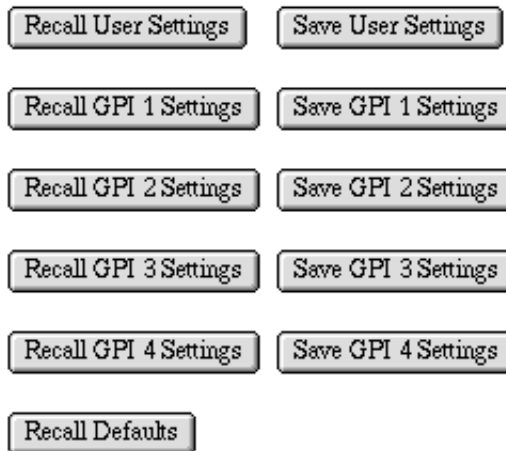 Recall User Settings Save User Settings
Recall GPI 1 Settings Save GPI 1 Settings
Recall GPI 2 Settings Save GPI 2 Settings
Recall GPI 3 Settings Save GPI 3 Settings
Recall GPI 4 Settings Save GPI 4 Settings
Recall Defaults